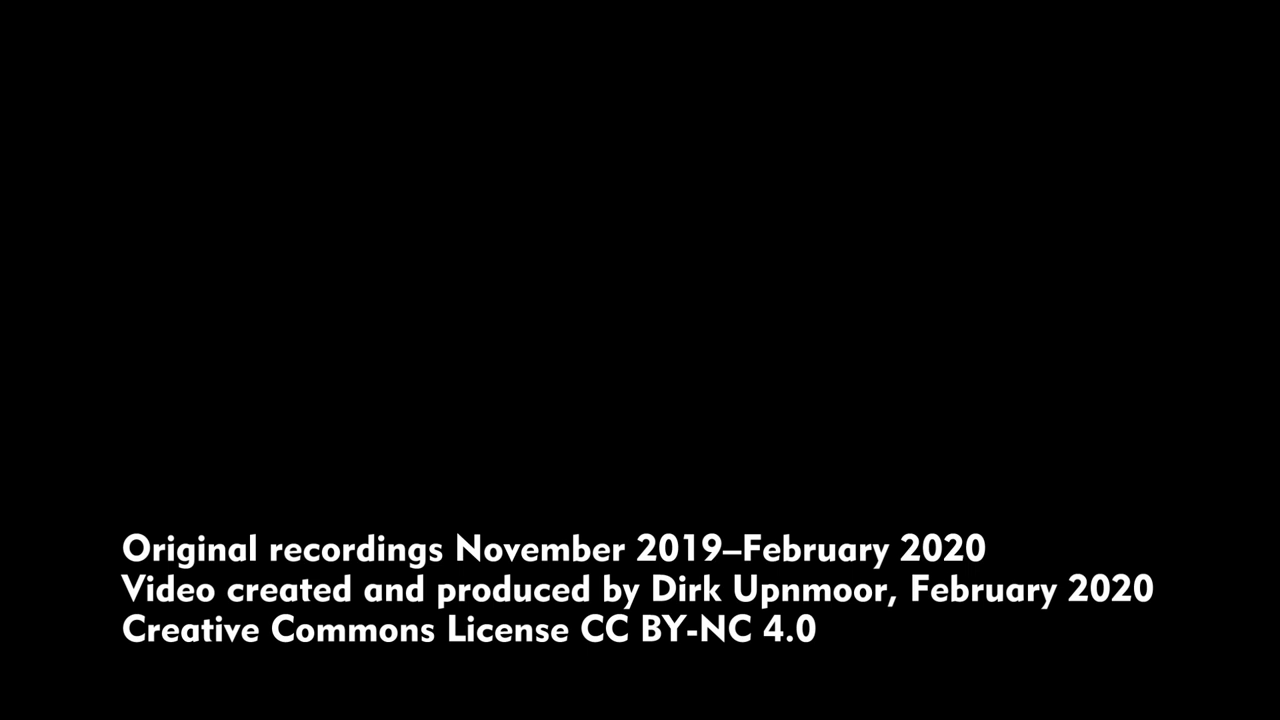 Original recordings November 2019–February 2020
Video created and produced by Dirk Upnmoor, February 2020
Creative Commons License CC BY-NC 4.0